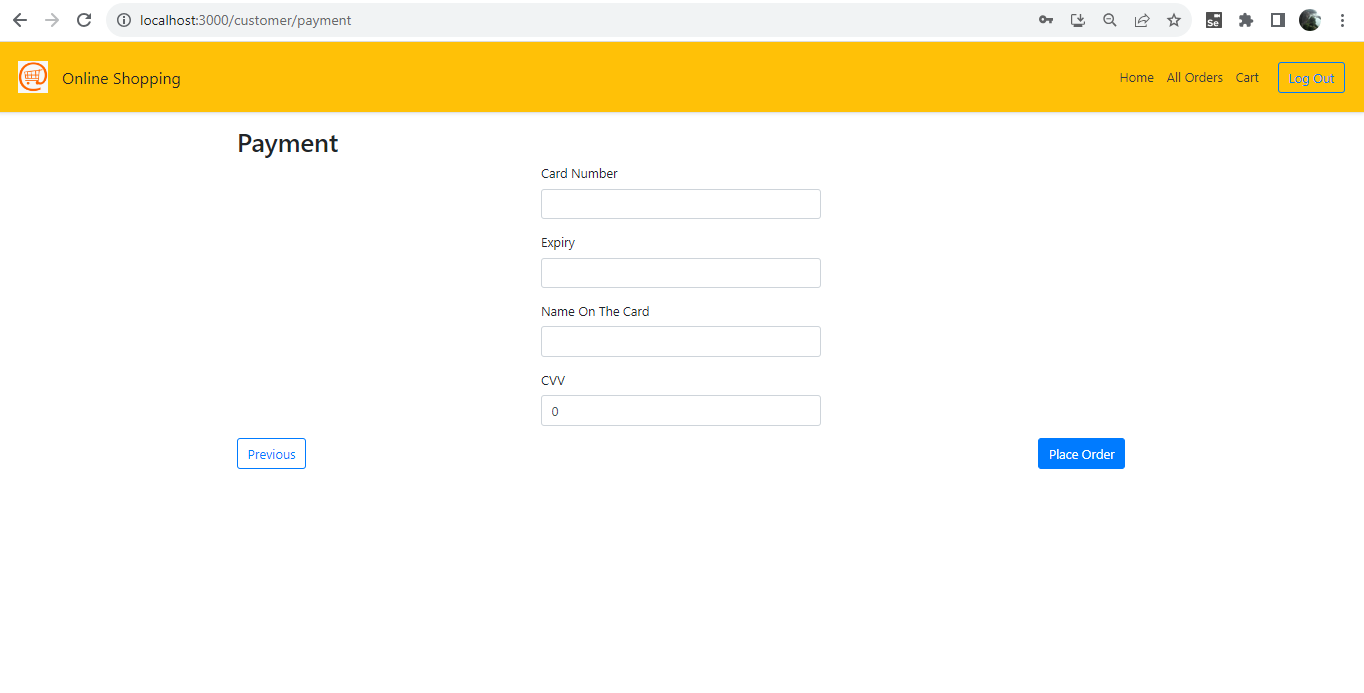 localhost:3000/customer/payment
Se
Online Shopping
Home All Orders Cart Log Out
Payment
Card Number
Expiry
Name On The Card
CVV
0
Previous Place Order